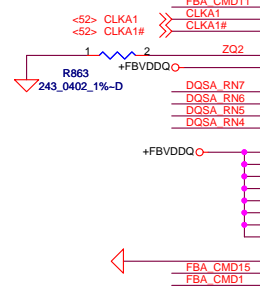 FBA_CMD11
<52> CLKA1 CLKA1
<52> CLKA1# CLKA1#
1 2 ZQ2
+FBVDDQ
R863
243_0402_1%~D
DQSA_RN7
DQSA_RN6
DQSA_RN5
DQSA_RN4
+FBVDDQ
FBA_CMD15
FBA_CMD1